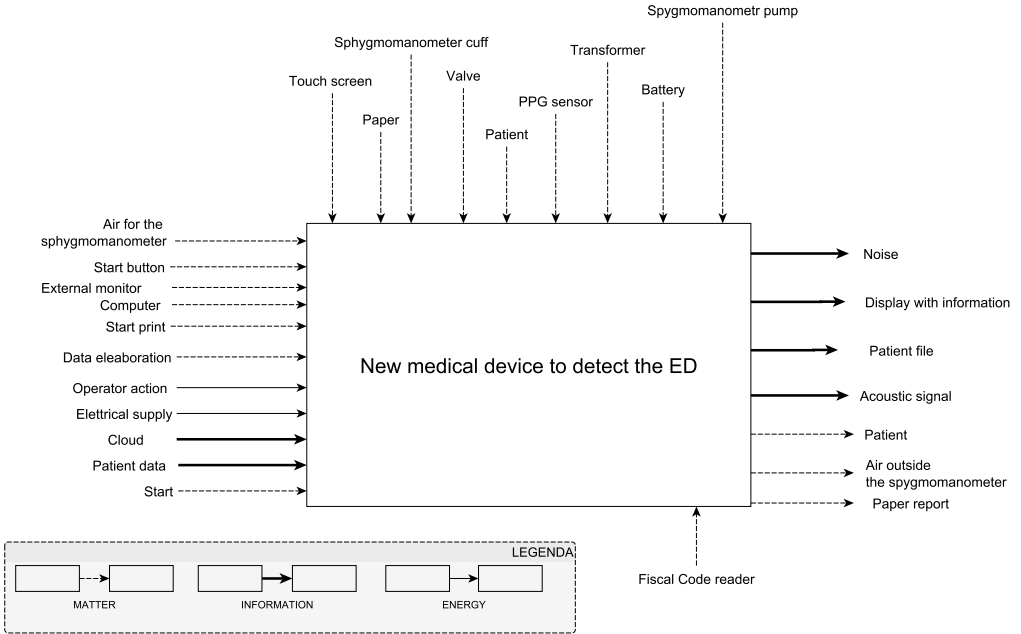 Spygmomanometr pump
Sphygmomanometer cuff
Transformer
Touch screen
Valve
Battery
PPG sensor
Paper
Patient
Air for the
sphygmomanometer
Start button
External monitor
Computer
Start print
Data eleaboration
Operator action
Elettrical supply
Cloud
Patient data
Start
New medical device to detect the ED
Noise
Display with information
Patient file
Acoustic signal
Patient
Air outside
the spygmomanometer
Paper report
Fiscal Code reader
LEGENDA
MATTER
INFORMATION
ENERGY